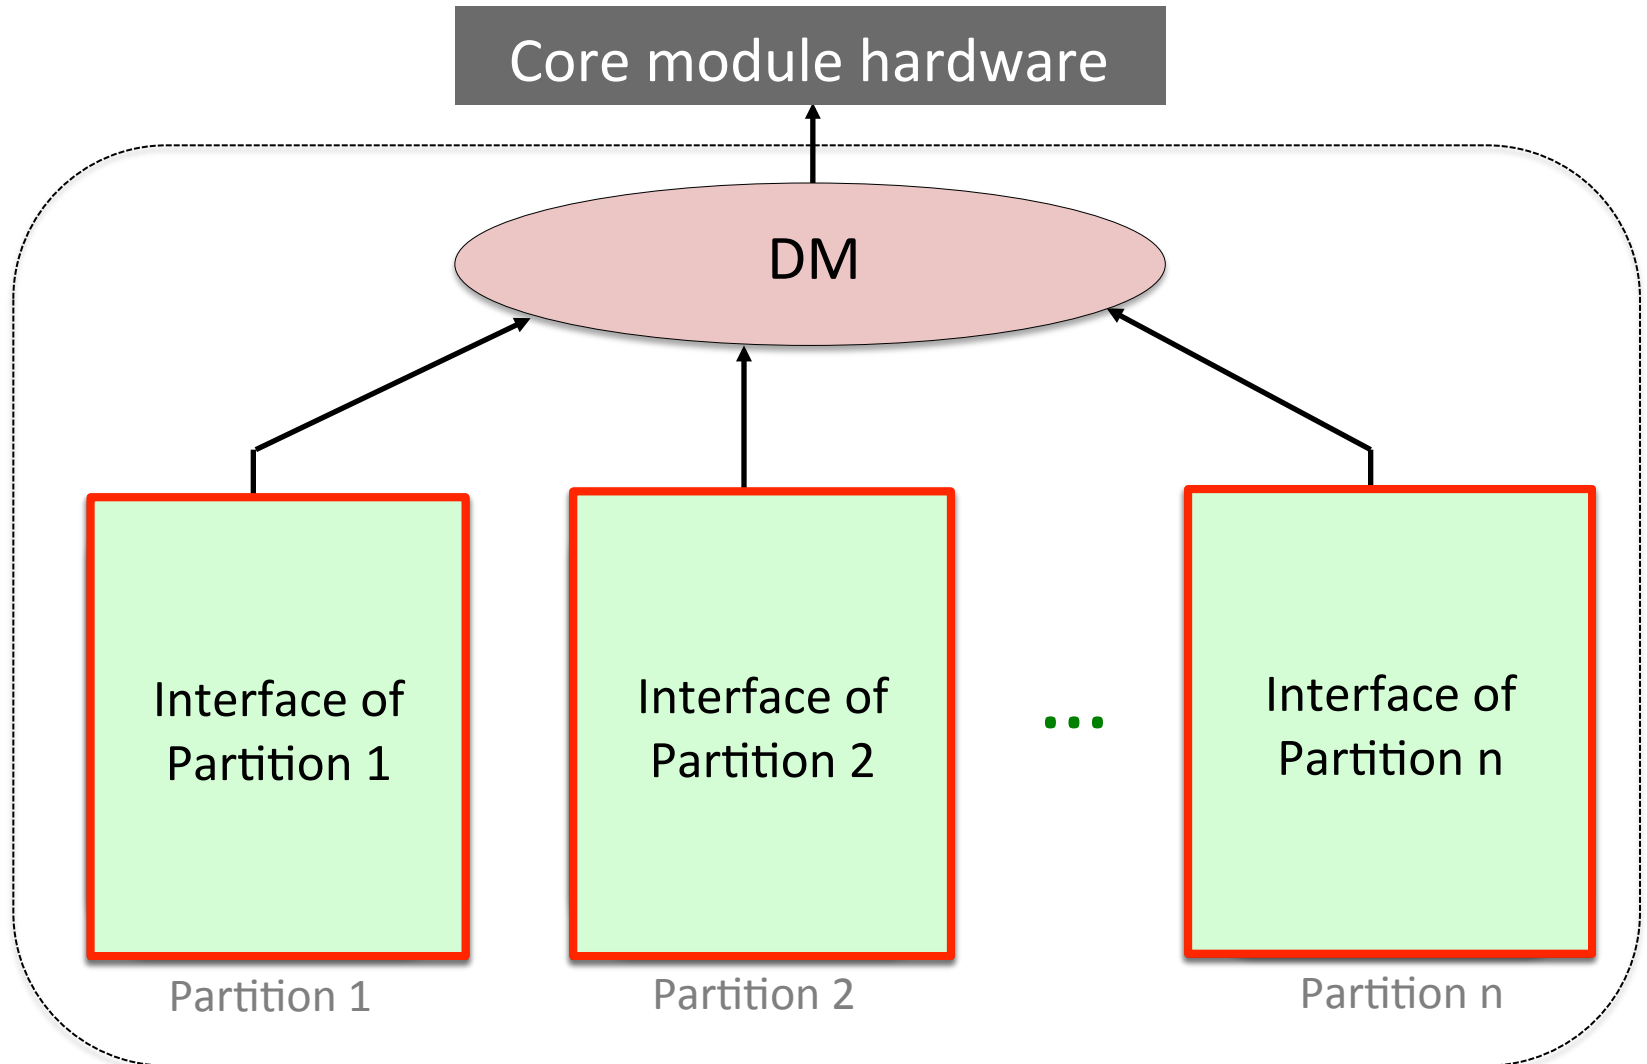 Core module hardware
DM
Interface of
Partition 1
Interface of
Partition 2
...
Interface of
Partition n
Partition 1
Partition 2
Partition n